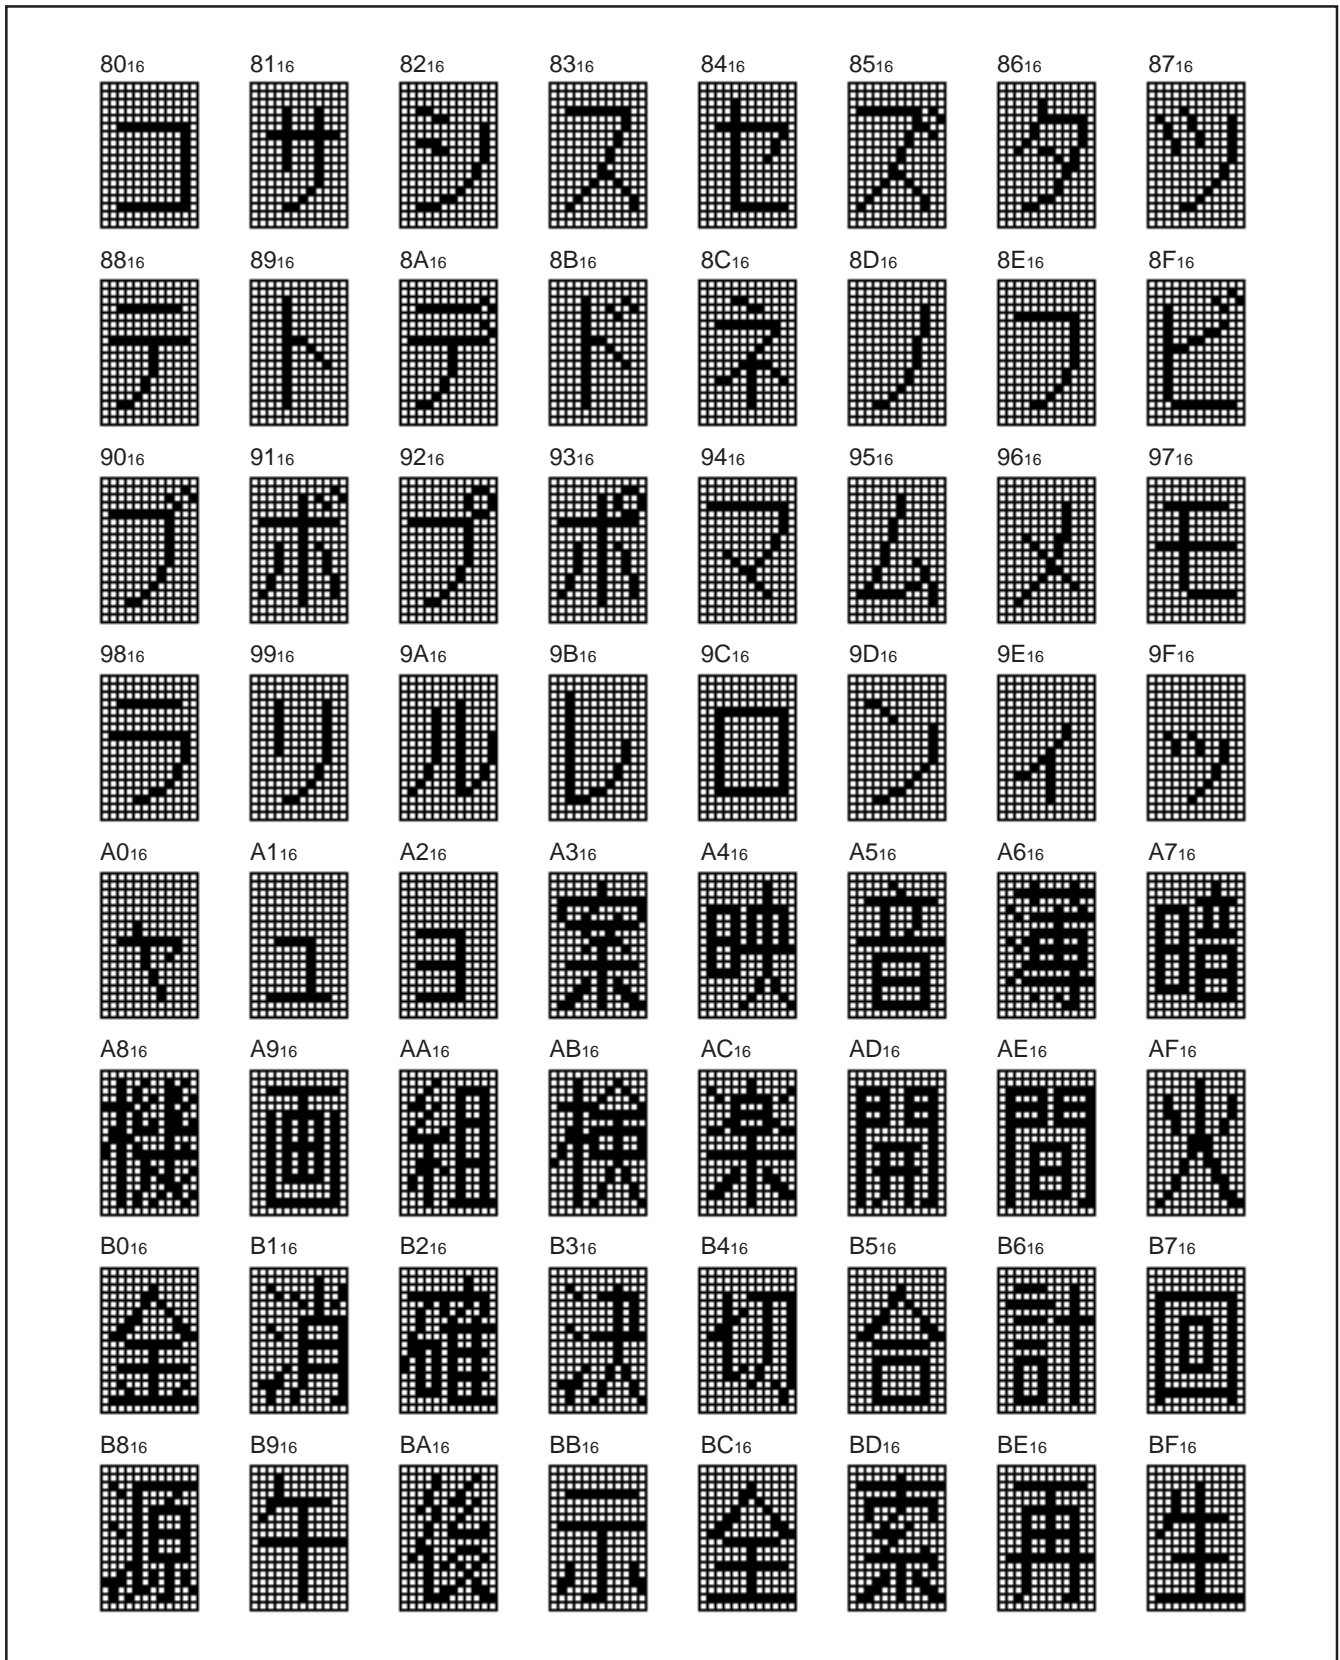 80₁₆ 81₁₆ 82₁₆ 83₁₆ 84₁₆ 85₁₆ 86₁₆ 87₁₆
コ サ シ ス セ ズ タ ツ
88₁₆ 89₁₆ 8A₁₆ 8B₁₆ 8C₁₆ 8D₁₆ 8E₁₆ 8F₁₆
テ ト デ ド ネ ノ フ ビ
90₁₆ 91₁₆ 92₁₆ 93₁₆ 94₁₆ 95₁₆ 96₁₆ 97₁₆
ブ ボ プ ポ マ ム メ モ
98₁₆ 99₁₆ 9A₁₆ 9B₁₆ 9C₁₆ 9D₁₆ 9E₁₆ 9F₁₆
ラ リ ル レ ロ ン ィ ッ
A0₁₆ A1₁₆ A2₁₆ A3₁₆ A4₁₆ A5₁₆ A6₁₆ A7₁₆
ャ ュ ョ 案 映 音 暗
A8₁₆ A9₁₆ AA₁₆ AB₁₆ AC₁₆ AD₁₆ AE₁₆ AF₁₆
機 画 組 検 楽 開 間 火
B0₁₆ B1₁₆ B2₁₆ B3₁₆ B4₁₆ B5₁₆ B6₁₆ B7₁₆
金 消 確 決 切 合 計 回
B8₁₆ B9₁₆ BA₁₆ BB₁₆ BC₁₆ BD₁₆ BE₁₆ BF₁₆
源 午 後 示 全 再 生